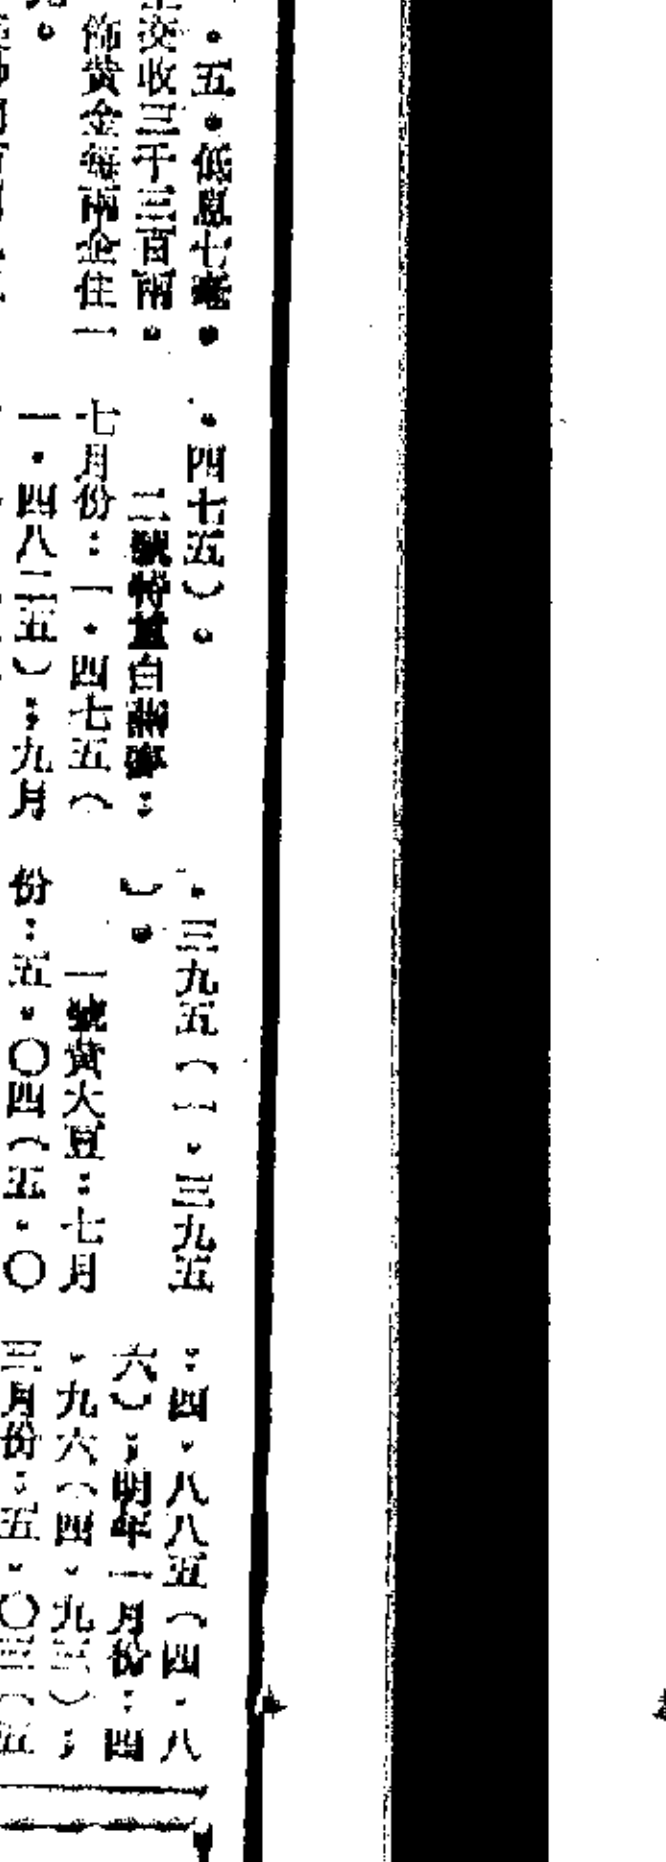 ・五。低息七毫。
交收三千三百兩。
飾黃金每兩企住一
・四七五）。
二號特重白燕麥：
七月份：一・四七五（
一・四八二五）；九月
・三九五（一・三九五
）。
一號黃大豆：七月
份：五・〇四（五・〇
：四・八八五（四・八
六）；明年一月份：四
・九六（四・九三）；
三月份：五・〇三（五